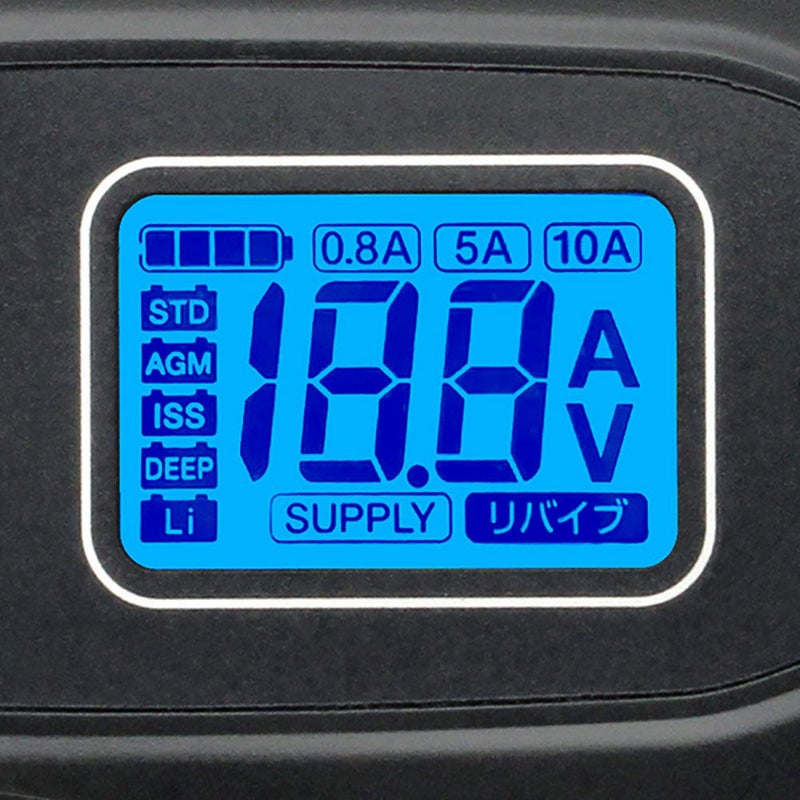 0.8A 5A 10A
STD
AGM
ISS
DEEP
Li
18.8
A
V
SUPPLY リバイブ